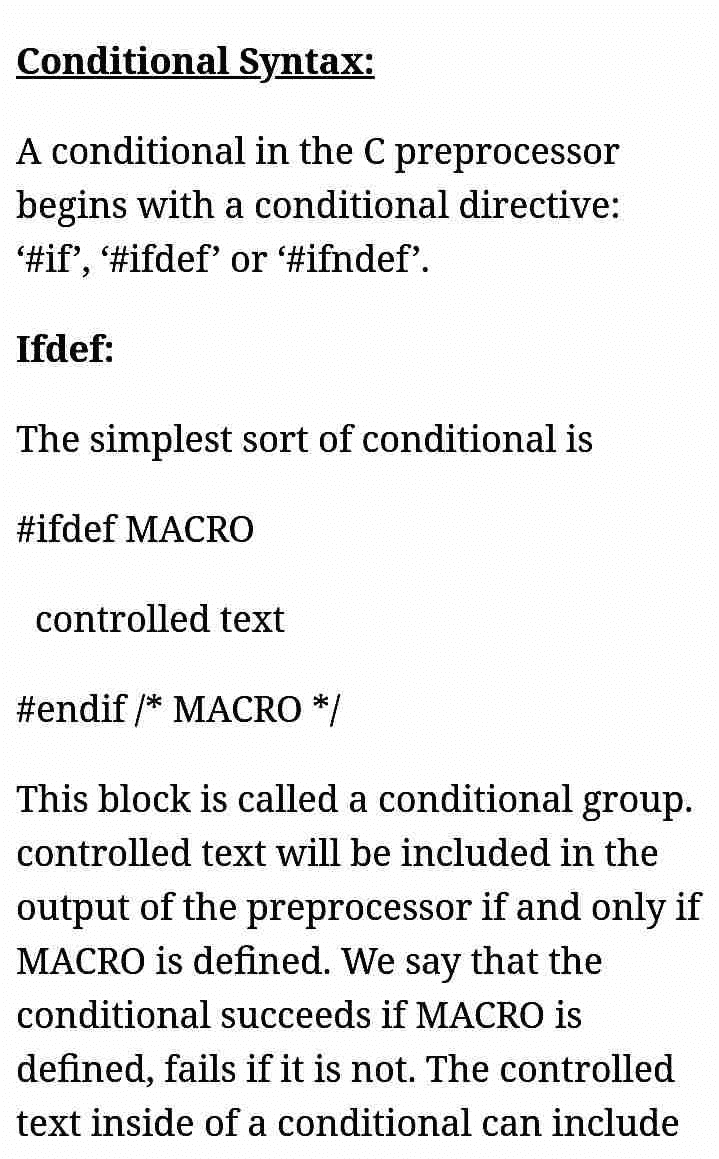 Conditional Syntax:
A conditional in the C preprocessor
begins with a conditional directive:
‘#if’, ‘#ifdef’ or ‘#ifndef’.
Ifdef:
The simplest sort of conditional is
#ifdef MACRO
controlled text
#endif /* MACRO */
This block is called a conditional group.
controlled text will be included in the
output of the preprocessor if and only if
MACRO is defined. We say that the
conditional succeeds if MACRO is
defined, fails if it is not. The controlled
text inside of a conditional can include